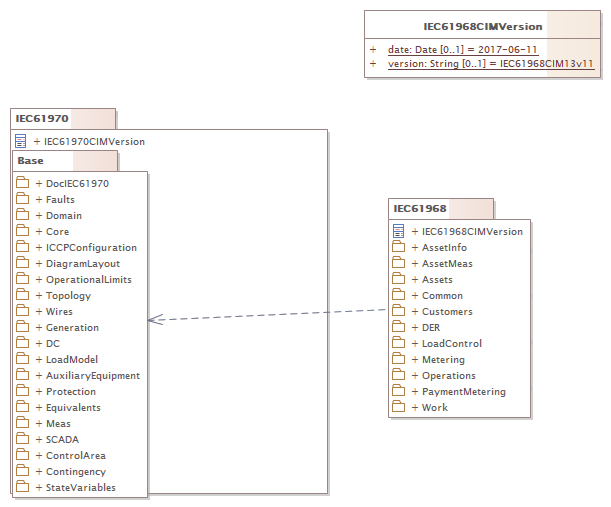 IEC61968CIMVersion
+ date: Date [0..1] = 2017-06-11
+ version: String [0..1] = IEC61968CIM13v11
IEC61970
+ IEC61970CIMVersion
Base
+ DocIEC61970
+ Faults
+ Domain
+ Core
+ ICCPConfiguration
+ DiagramLayout
+ OperationalLimits
+ Topology
+ Wires
+ Generation
+ DC
+ LoadModel
+ AuxiliaryEquipment
+ Protection
+ Equivalents
+ Meas
+ SCADA
+ ControlArea
+ Contingency
+ StateVariables
IEC61968
+ IEC61968CIMVersion
+ AssetInfo
+ AssetMeas
+ Assets
+ Common
+ Customers
+ DER
+ LoadControl
+ Metering
+ Operations
+ PaymentMetering
+ Work